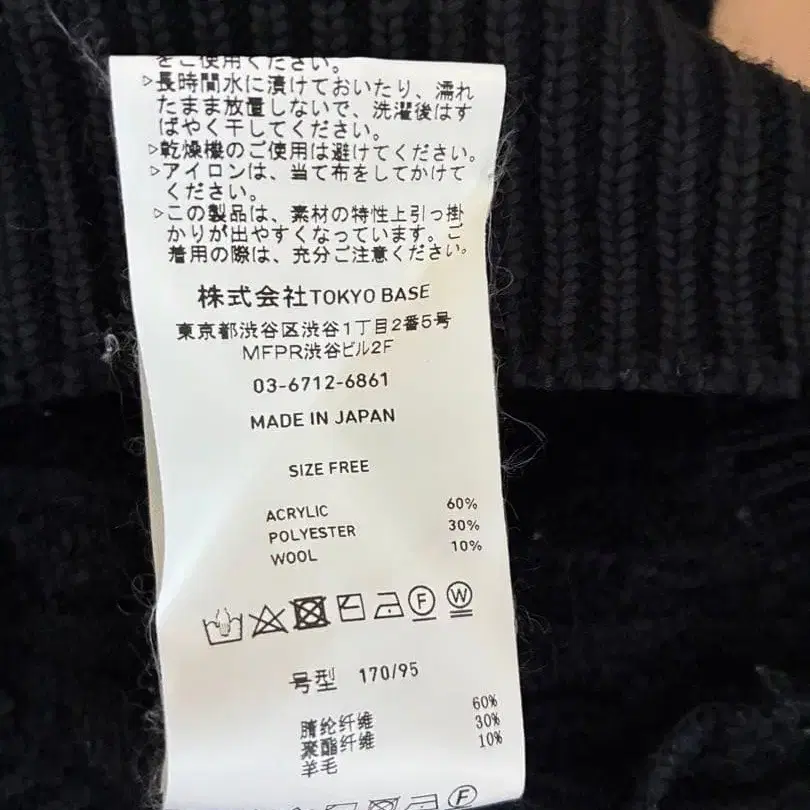 をご使用ください。
▷長時間水に漬けておいたり、濡れ
たまま放置しないで、洗濯後はす
ばやく干してください。
▷乾燥機のご使用は避けてください。
▷アイロンは、当て布をしてかけて
ください。
▷この製品は、素材の特性上引っ掛
かりが出やすくなっています。ご
着用の際は、充分ご注意ください。
株式会社TOKYO BASE
東京都渋谷区渋谷1丁目2番5号
MFPR渋谷ビル2F
03-6712-6861
MADE IN JAPAN
SIZE FREE
ACRYLIC 60%
POLYESTER 30%
WOOL 10%
F W
号型 170/95
腈纶纤维 60%
聚酯纤维 30%
羊毛 10%
F